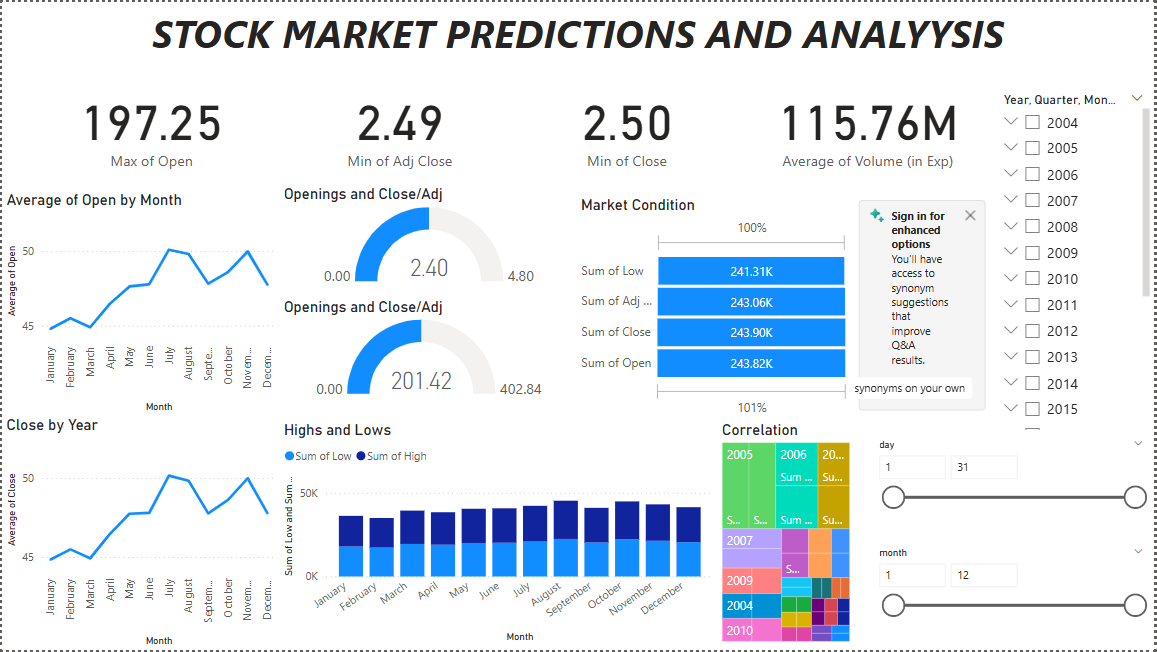 STOCK MARKET PREDICTIONS AND ANALYYSIS
197.25
Max of Open
2.49
Min of Adj Close
2.50
Min of Close
115.76M
Average of Volume (in Exp)
Year, Quarter, Mon...
2004
2005
2006
2007
2008
2009
2010
2011
2012
2013
2014
2015
Average of Open by Month
Average of Open
50
45
January
February
March
April
May
June
July
August
Septe...
October
Novem...
Decem...
Month
Openings and Close/Adj
2.40
0.00
4.80
Openings and Close/Adj
201.42
0.00
402.84
Market Condition
100%
Sum of Low
241.31K
Sum of Adj ...
243.06K
Sum of Close
243.90K
Sum of Open
243.82K
101%
Sign in for
enhanced
options
You'll have
access to
synonym
suggestions
that
improve
Q&A
results.
synonyms on your own
Close by Year
Average of Close
50
45
January
February
March
April
May
June
July
August
Septem...
October
Novem...
Decem...
Month
Highs and Lows
Sum of Low
Sum of High
Sum of Low and Sum ...
50K
0K
January
February
March
April
May
June
July
August
September
October
November
December
Month
Correlation
2005
S...
S...
2006
Sum ...
Sum ...
20...
Su...
Su...
2007
S...
2009
2004
2010
day
1
31
month
1
12